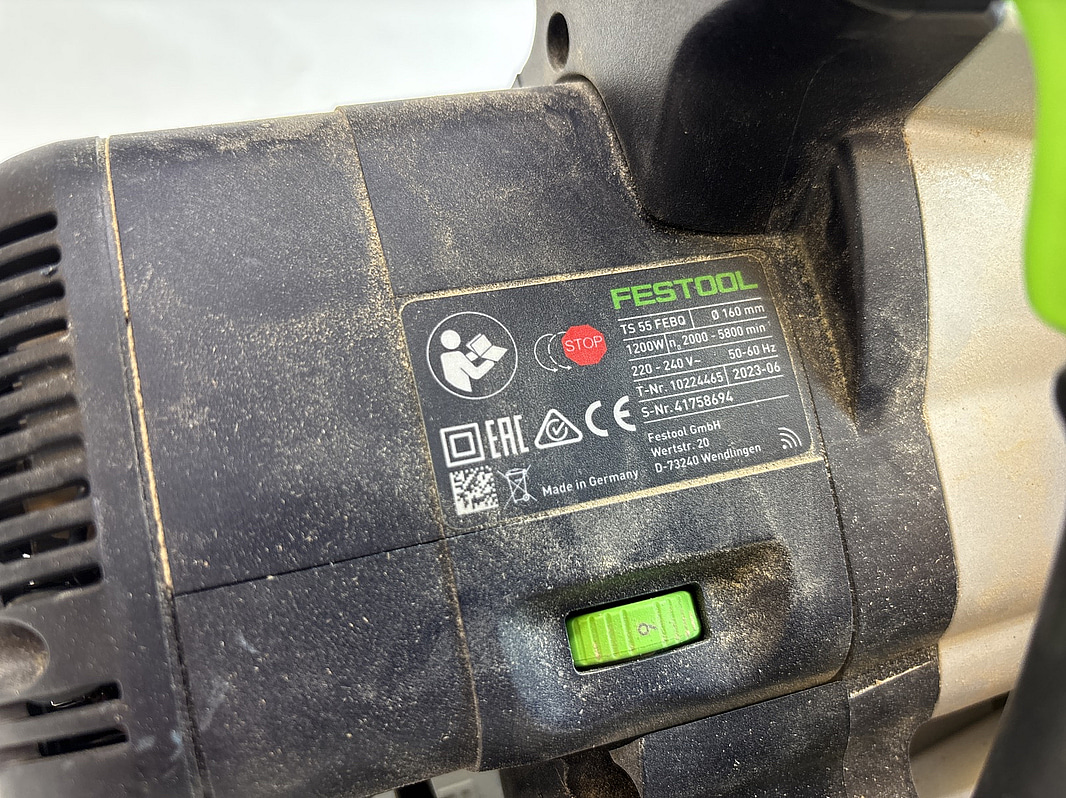 FESTOOL
STOP
TS 55 FEBQ Ø 160 mm
1200W n₀ 2000 - 5800 min⁻¹
220 - 240 V~ 50-60 Hz
T-Nr. 10224465 2023-06
S-Nr. 41758694
EAC CE
Festool GmbH
Wertstr. 20
D-73240 Wendlingen
Made in Germany